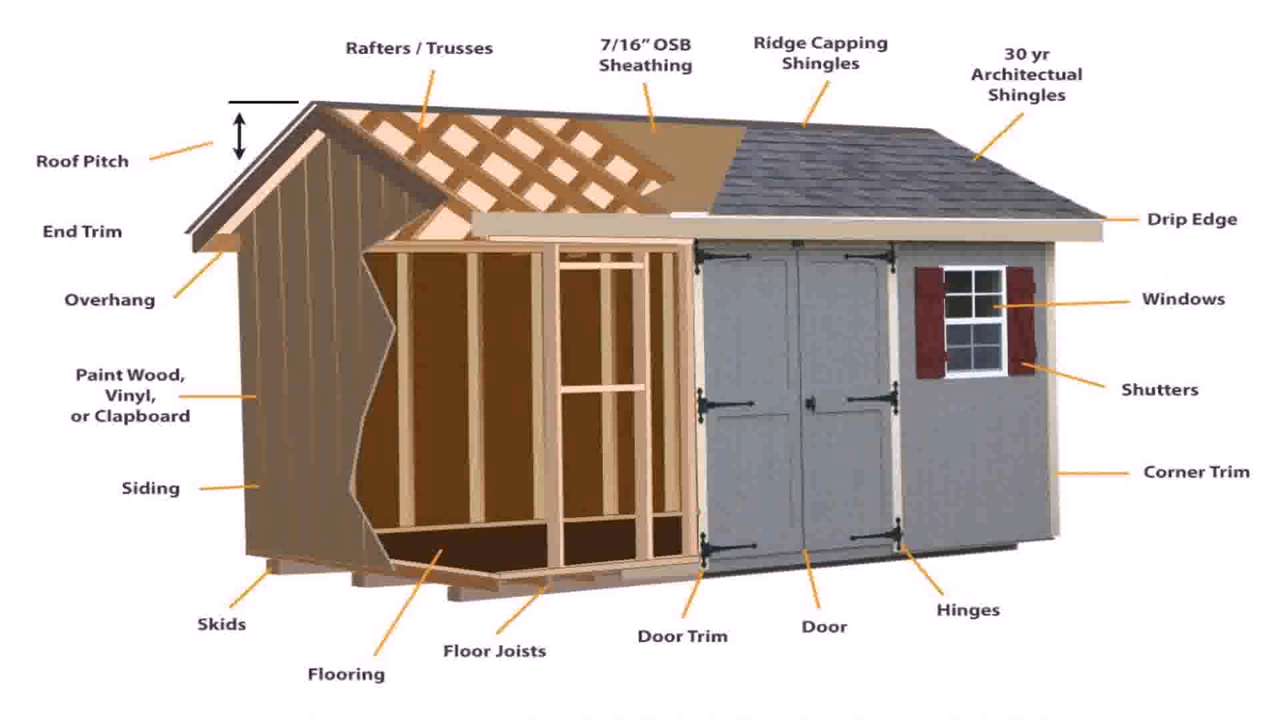 Rafters / Trusses
7/16” OSB
Sheathing
Ridge Capping
Shingles
30 yr
Architectual
Shingles
Roof Pitch
End Trim
Drip Edge
Overhang
Windows
Paint Wood,
Vinyl,
or Clapboard
Shutters
Siding
Corner Trim
Skids
Flooring
Floor Joists
Door Trim
Door
Hinges